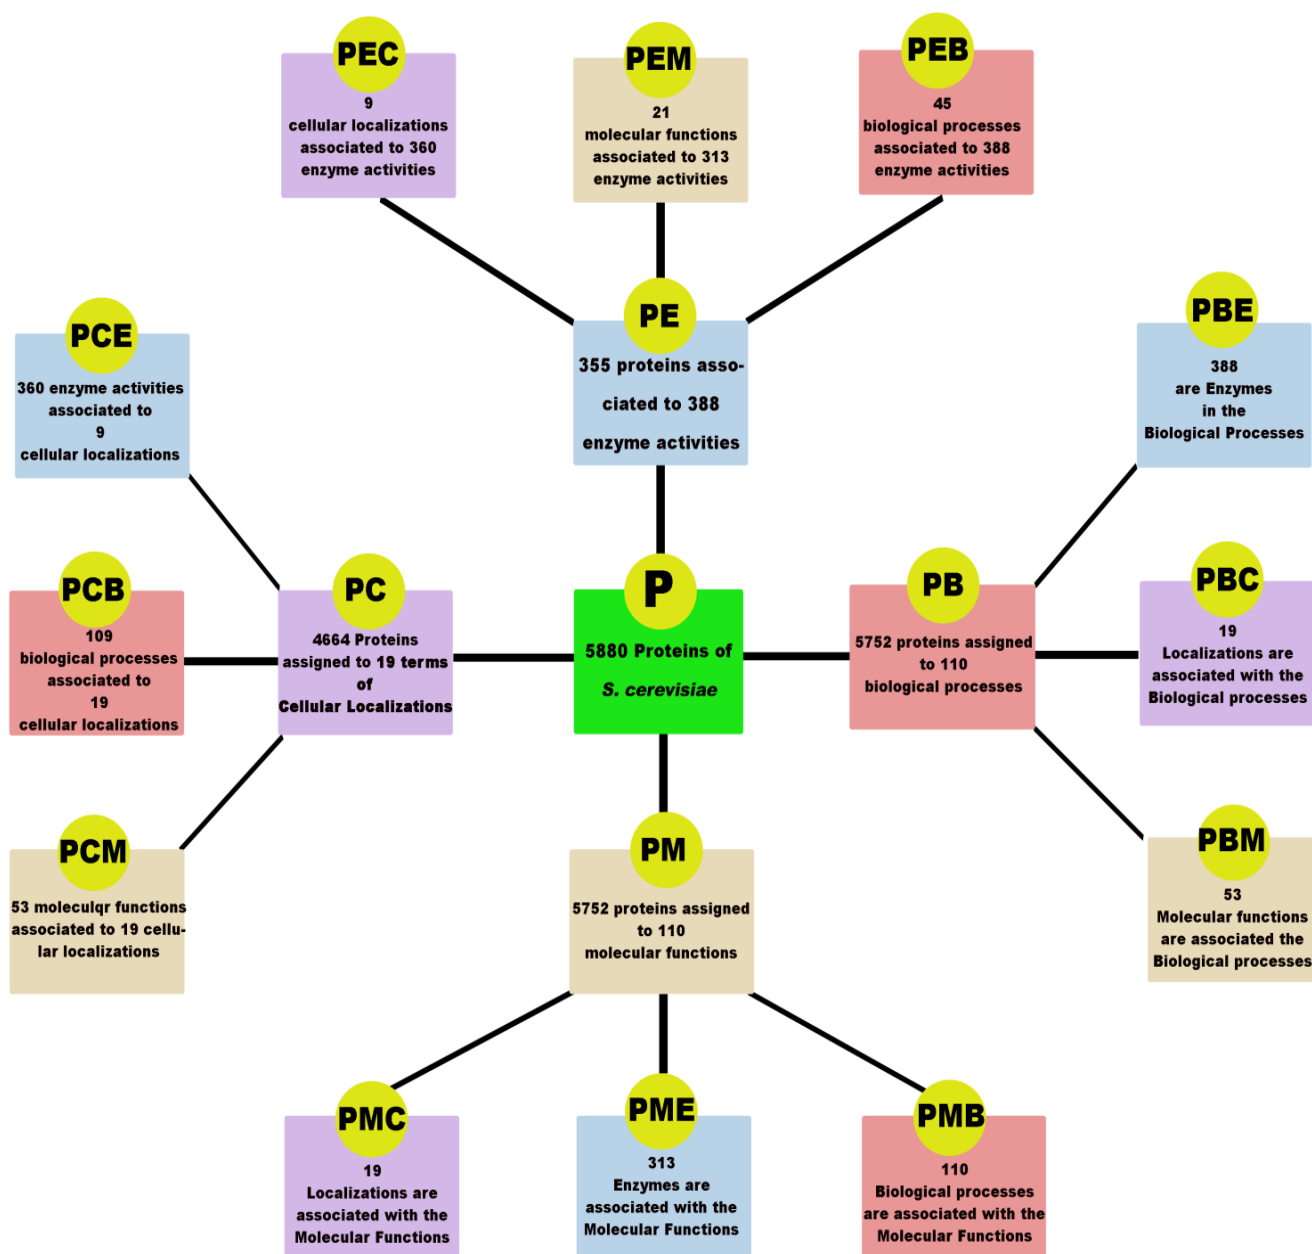 PEC
9
cellular localizations
associated to 360
enzyme activities
PEM
21
molecular functions
associated to 313
enzyme activities
PEB
45
biological processes
associated to 388
enzyme activities
PE
355 proteins asso-
ciated to 388
enzyme activities
PCE
360 enzyme activities
associated to
9
cellular localizations
PBE
388
are Enzymes
in the
Biological Processes
PCB
109
biological processes
associated to
19
cellular localizations
PC
4664 Proteins
assigned to 19 terms
of
Cellular Localizations
P
5880 Proteins of
S. cerevisiae
PB
5752 proteins assigned
to 110
biological processes
PBC
19
Localizations are
associated with the
Biological processes
PCM
53 moleculqr functions
associated to 19 cellu-
lar localizations
PM
5752 proteins assigned
to 110
molecular functions
PBM
53
Molecular functions
are associated the
Biological processes
PMC
19
Localizations are
associated with the
Molecular Functions
PME
313
Enzymes are
associated with the
Molecular Functions
PMB
110
Biological processes
are associated with the
Molecular Functions